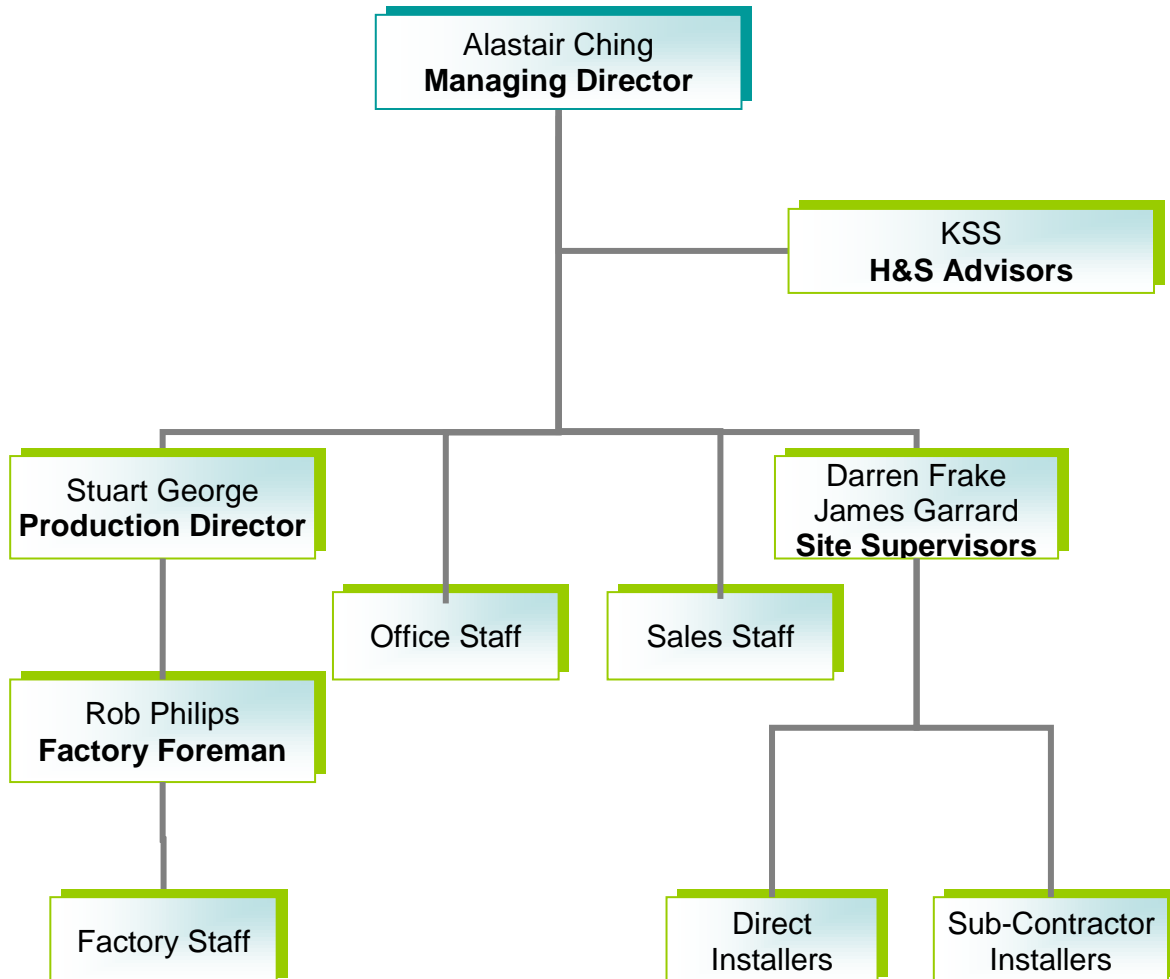 Alastair Ching
Managing Director
KSS
H&S Advisors
Stuart George
Production Director
Darren Frake
James Garrard
Site Supervisors
Office Staff
Sales Staff
Rob Philips
Factory Foreman
Factory Staff
Direct
Installers
Sub-Contractor
Installers